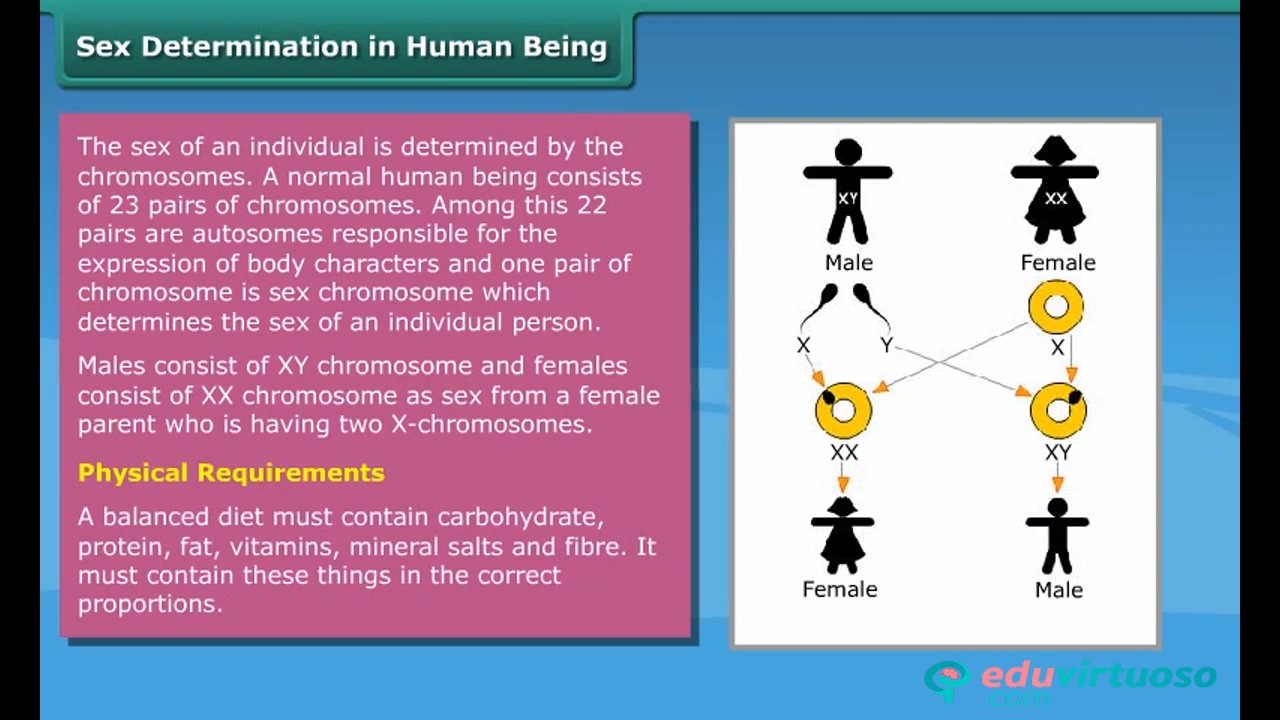 Sex Determination in Human Being
The sex of an individual is determined by the
chromosomes. A normal human being consists
of 23 pairs of chromosomes. Among this 22
pairs are autosomes responsible for the
expression of body characters and one pair of
chromosome is sex chromosome which
determines the sex of an individual person.
Males consist of XY chromosome and females
consist of XX chromosome as sex from a female
parent who is having two X-chromosomes.
Physical Requirements
A balanced diet must contain carbohydrate,
protein, fat, vitamins, mineral salts and fibre. It
must contain these things in the correct
proportions.
XY XX
Male Female
X Y X
XX XY
Female Male
eduvirtuoso
.com